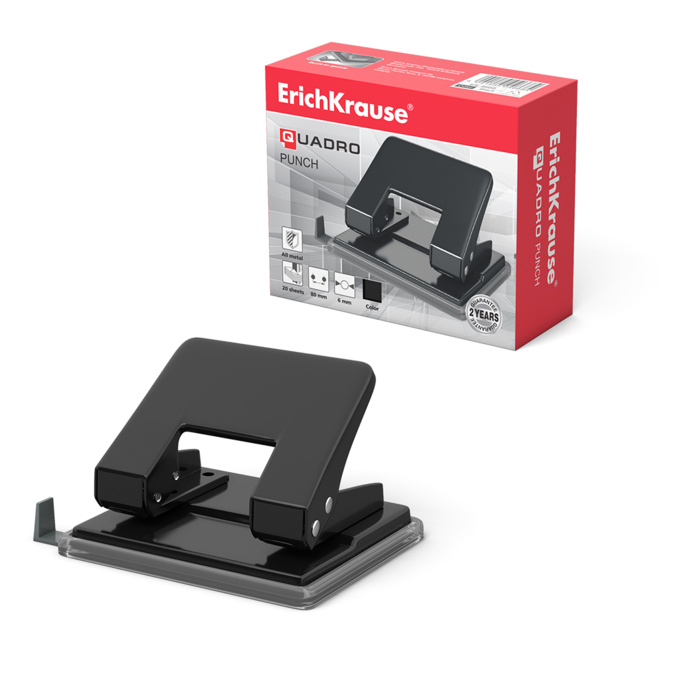 ErichKrause®
QUADRO
PUNCH
All metal
20 sheets
80 mm
6 mm
Color
GUARANTEE
2 YEARS
GUARANTEE
ErichKrause®
QUADRO PUNCH